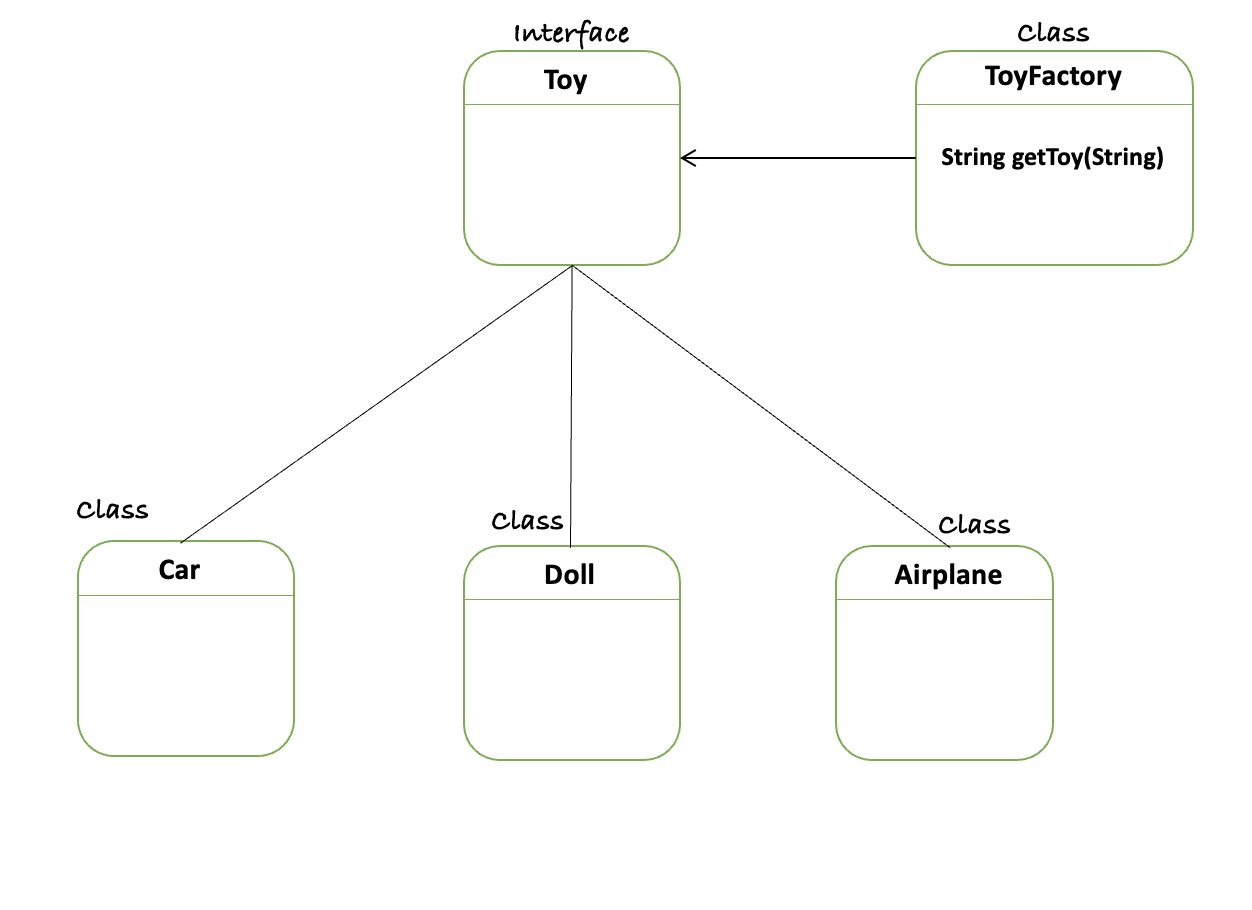 Interface
Class
Toy
ToyFactory
String getToy(String)
Class
Class
Class
Car
Doll
Airplane